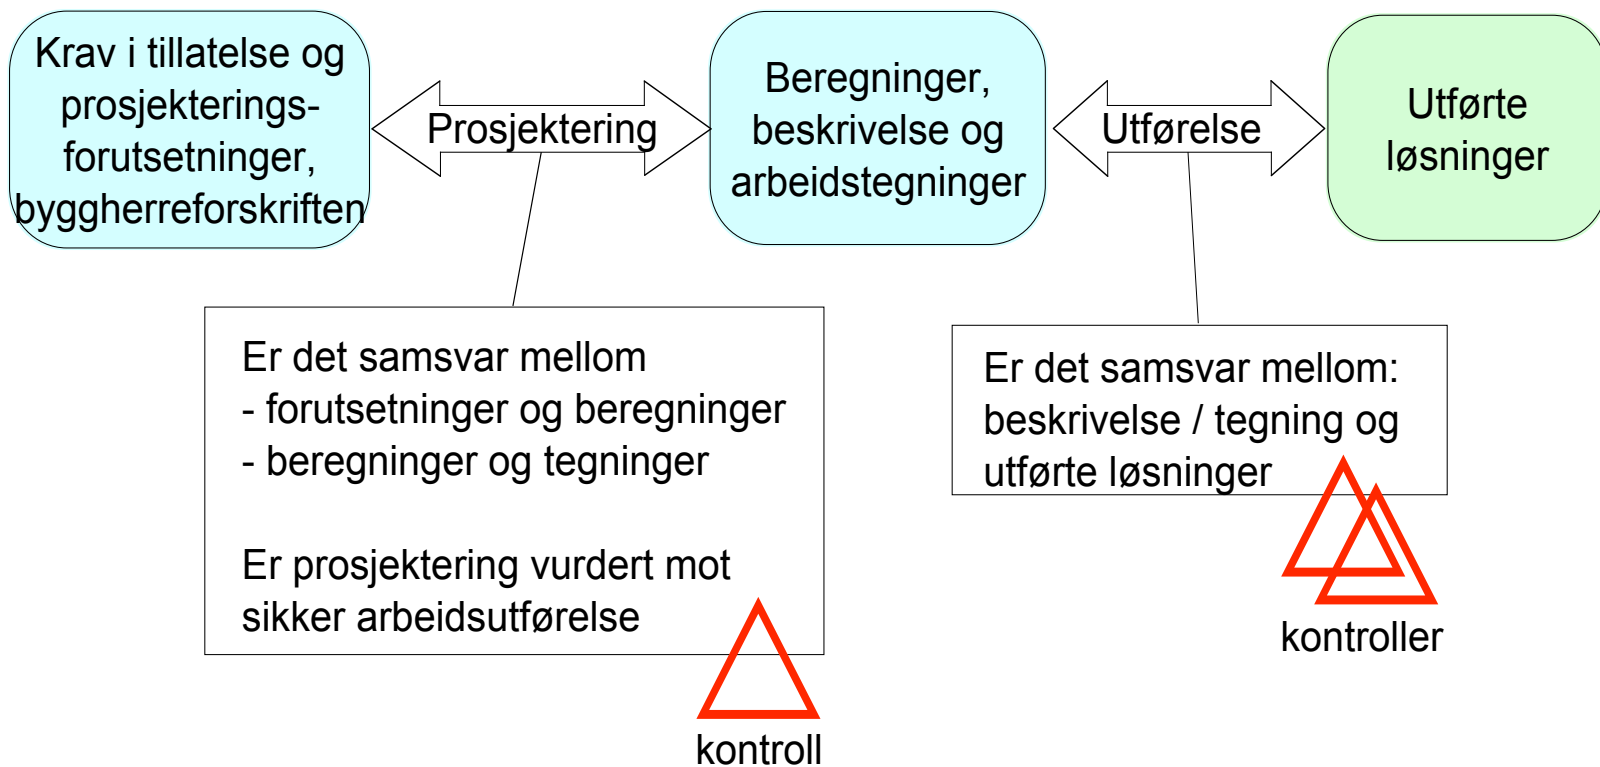 Krav i tillatelse og
prosjekterings-
forutsetninger,
byggherreforskriften
Prosjektering
Beregninger,
beskrivelse og
arbeidstegninger
Utførelse
Utførte
løsninger
Er det samsvar mellom
- forutsetninger og beregninger
- beregninger og tegninger
Er prosjektering vurdert mot
sikker arbeidsutførelse
kontroll
Er det samsvar mellom:
beskrivelse / tegning og
utførte løsninger
kontroller